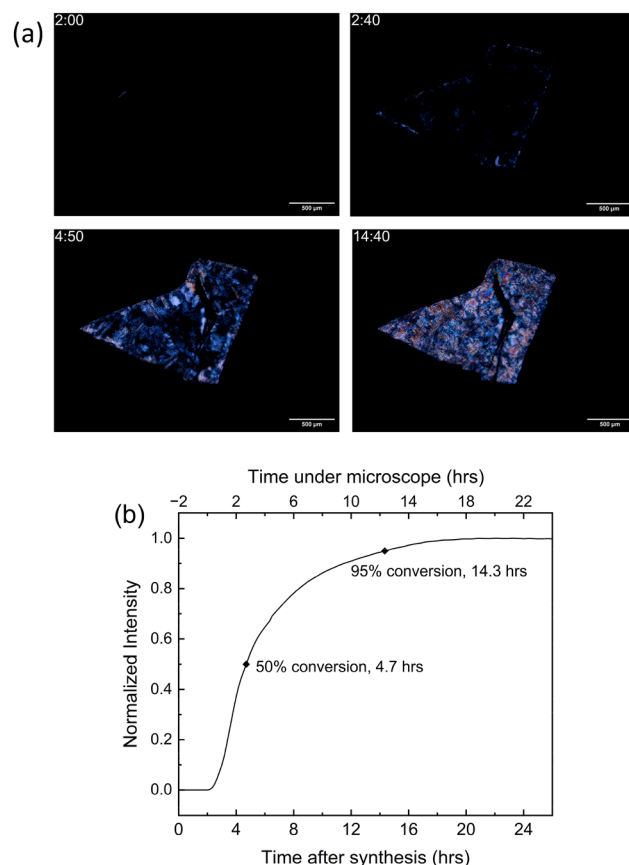 (a)
2:00
500 µm
2:40
500 µm
4:50
500 µm
14:40
500 µm
(b)
Time under microscope (hrs)
−2 2 6 10 14 18 22
Normalized Intensity
1.0
0.8
0.6
0.4
0.2
0.0
95% conversion, 14.3 hrs
50% conversion, 4.7 hrs
0 4 8 12 16 20 24
Time after synthesis (hrs)